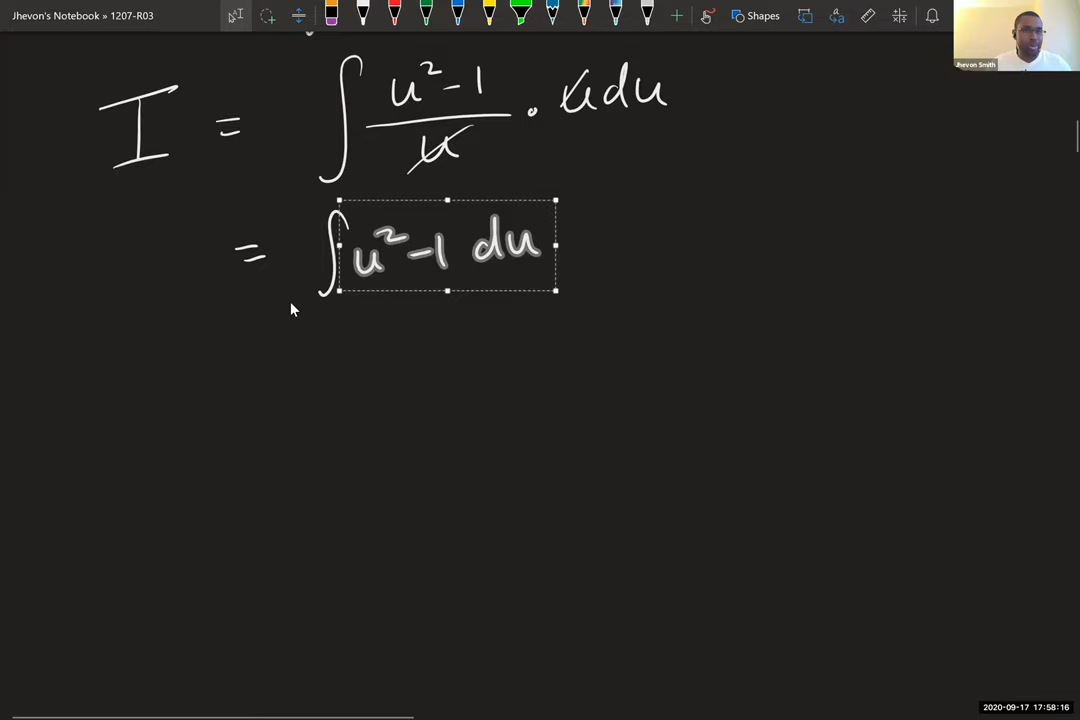 Jhevon's Notebook » 1207-R03
Shapes
Jhevon Smith
I = ∫ (u² - 1)/u · u du
= ∫ u² - 1 du
2020-09-17 17:58:16